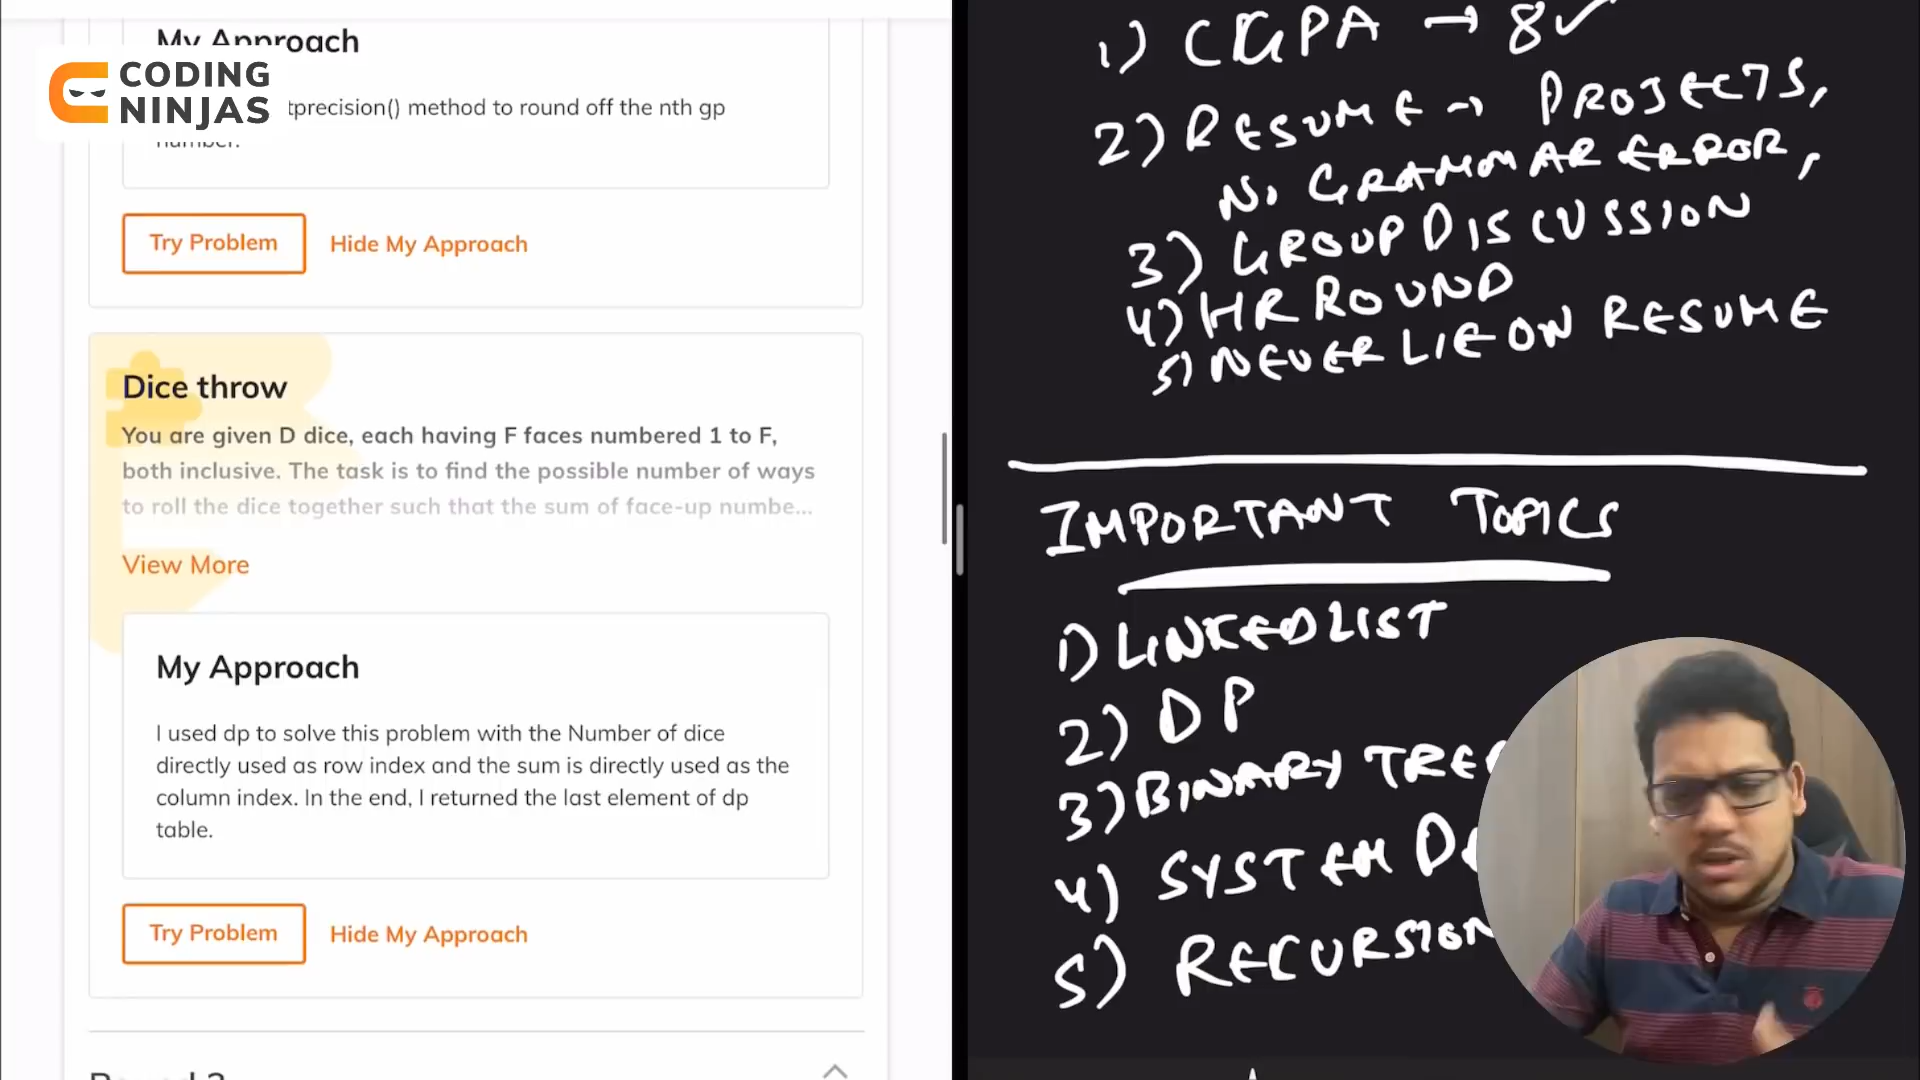 My Approach
CODING
NINJAS
tprecision() method to round off the nth gp
number.
Try Problem
Hide My Approach
Dice throw
You are given D dice, each having F faces numbered 1 to F,
both inclusive. The task is to find the possible number of ways
to roll the dice together such that the sum of face-up numbe...
View More
My Approach
I used dp to solve this problem with the Number of dice
directly used as row index and the sum is directly used as the
column index. In the end, I returned the last element of dp
table.
Try Problem
Hide My Approach
1) CGPA → 8 ✓
2) RESUME → PROJECTS,
NO GRAMMAR ERROR,
3) GROUP DISCUSSION
4) HR ROUND
5) NEVER LIE ON RESUME
IMPORTANT TOPICS
1) LINKEDLIST
2) DP
3) BINARY TREE
4) SYSTEM DE
5) RECURSION